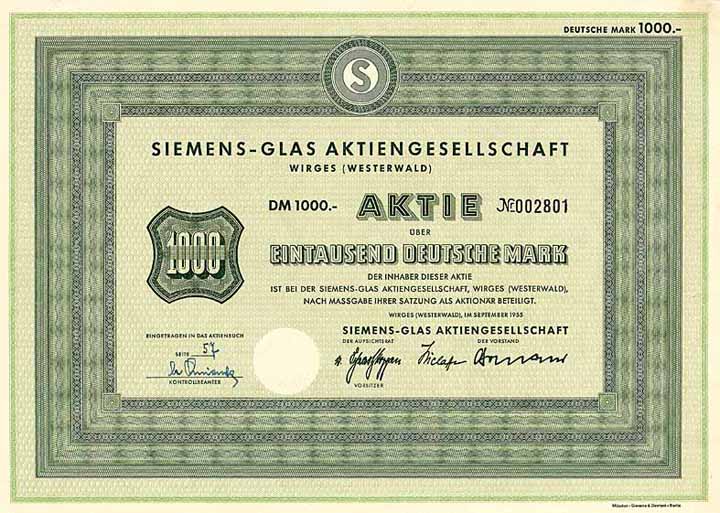 DEUTSCHE MARK 1000.-
S
SIEMENS-GLAS AKTIENGESELLSCHAFT
WIRGES (WESTERWALD)
DM 1000.- AKTIE № 002801
ÜBER
1000
EINTAUSEND DEUTSCHE MARK
DER INHABER DIESER AKTIE
IST BEI DER SIEMENS-GLAS AKTIENGESELLSCHAFT, WIRGES (WESTERWALD),
NACH MASSGABE IHRER SATZUNG ALS AKTIONÄR BETEILIGT.
WIRGES (WESTERWALD), IM SEPTEMBER 1955
SIEMENS-GLAS AKTIENGESELLSCHAFT
DER AUFSICHTSRAT DER VORSTAND
VORSITZER
EINGETRAGEN IN DAS AKTIENBUCH
SEITE 57
KONTROLLBEAMTER